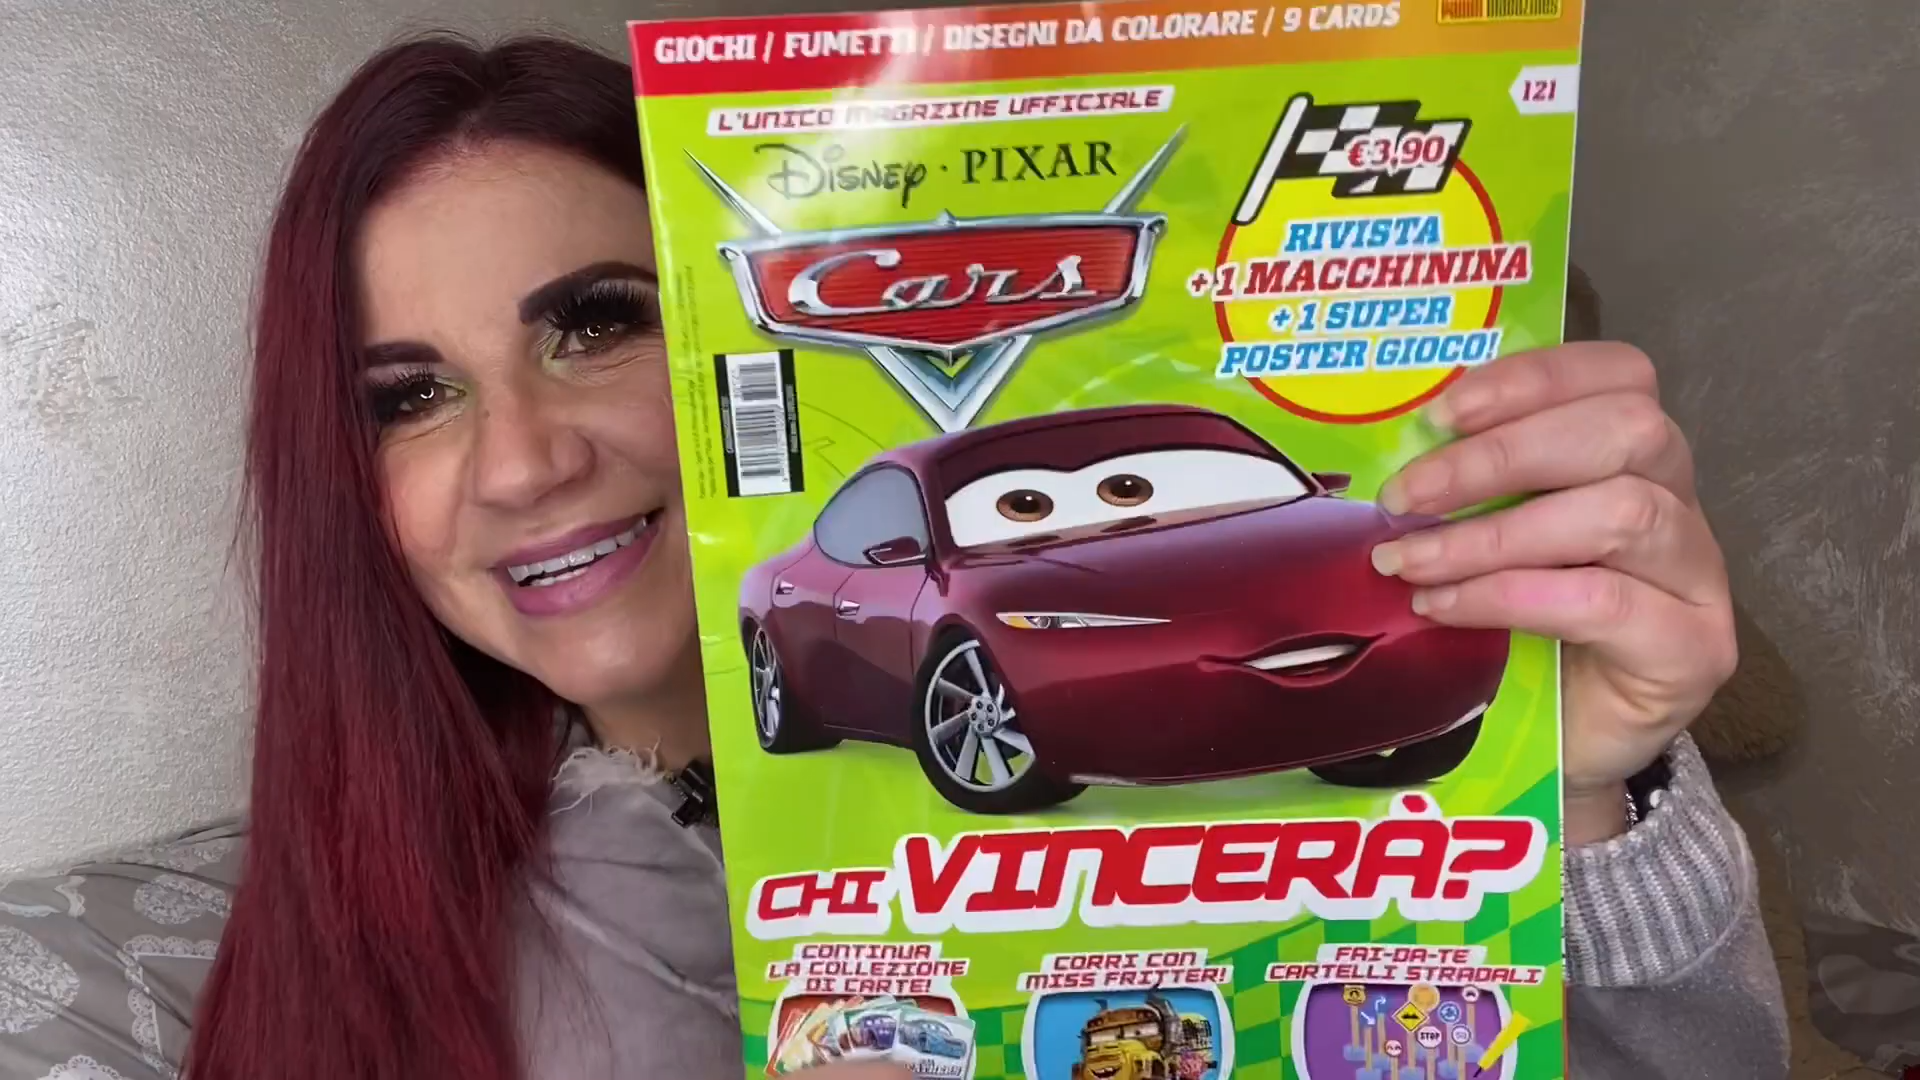 GIOCHI / FUMETTI / DISEGNI DA COLORARE / 9 CARDS
121
L'UNICO MAGAZINE UFFICIALE
DISNEY · PIXAR
Cars
€3,90
RIVISTA
+1 MACCHININA
+1 SUPER
POSTER GIOCO!
CHI VINCERÀ?
CONTINUA
LA COLLEZIONE
DI CARTE!
CORRI CON
MISS FRITTER!
FAI-DA-TE
CARTELLI STRADALI
STOP